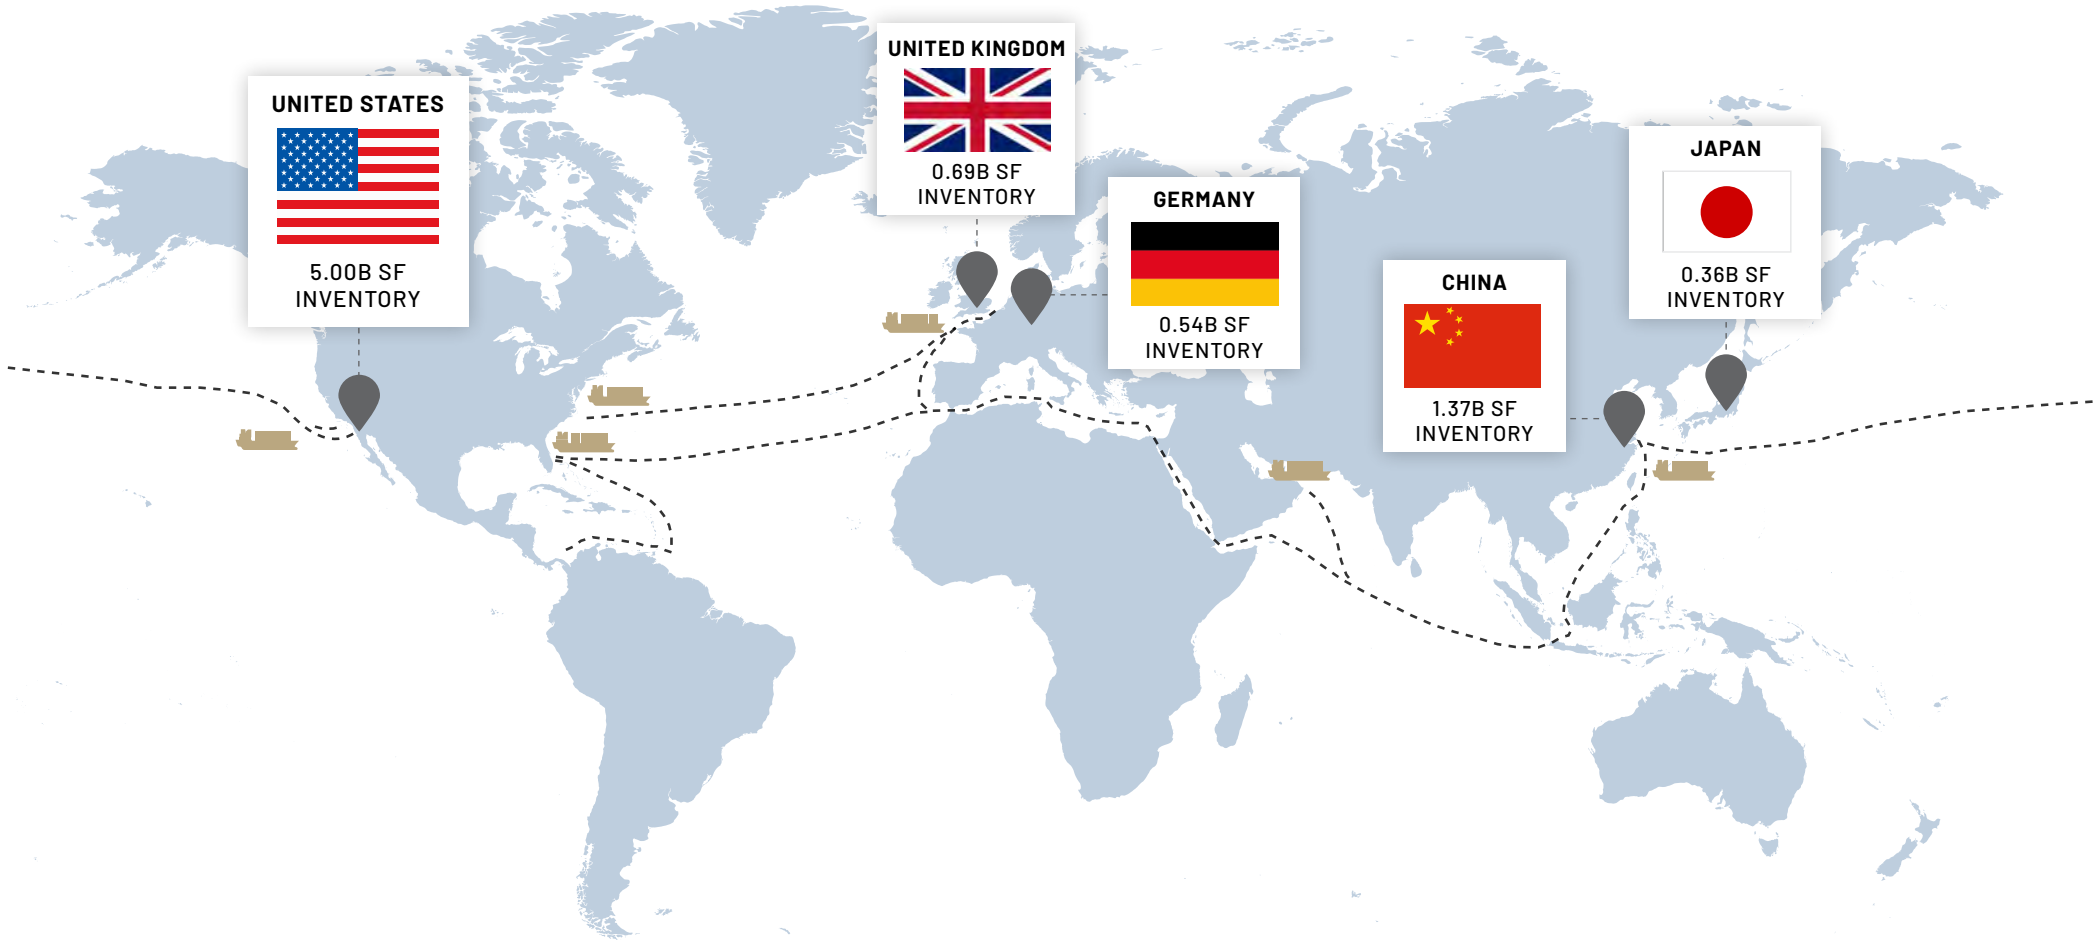 UNITED STATES
5.00B SF
INVENTORY
UNITED KINGDOM
0.69B SF
INVENTORY
GERMANY
0.54B SF
INVENTORY
CHINA
1.37B SF
INVENTORY
JAPAN
0.36B SF
INVENTORY